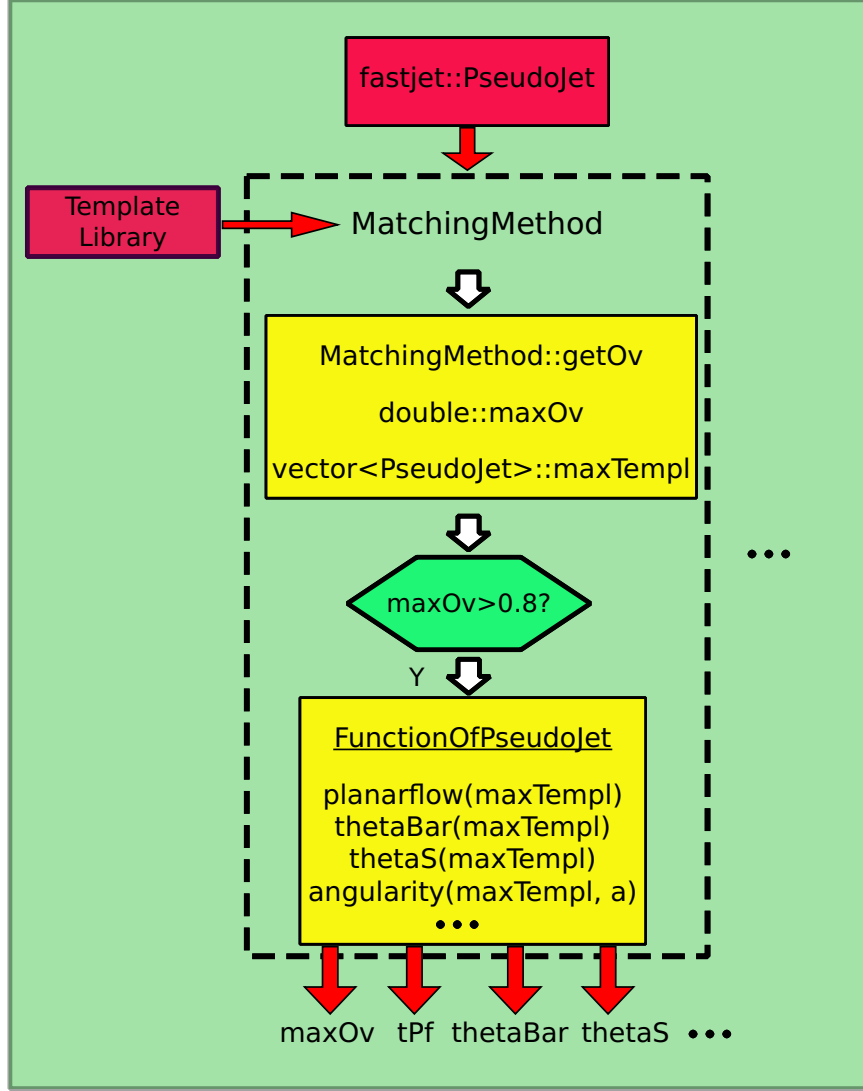 fastjet::PseudoJet
Template
Library
MatchingMethod
MatchingMethod::getOv
double::maxOv
vector<PseudoJet>::maxTempl
•••
maxOv>0.8?
Y
FunctionOfPseudoJet
planarflow(maxTempl)
thetaBar(maxTempl)
thetaS(maxTempl)
angularity(maxTempl, a)
•••
maxOv tPf thetaBar thetaS •••